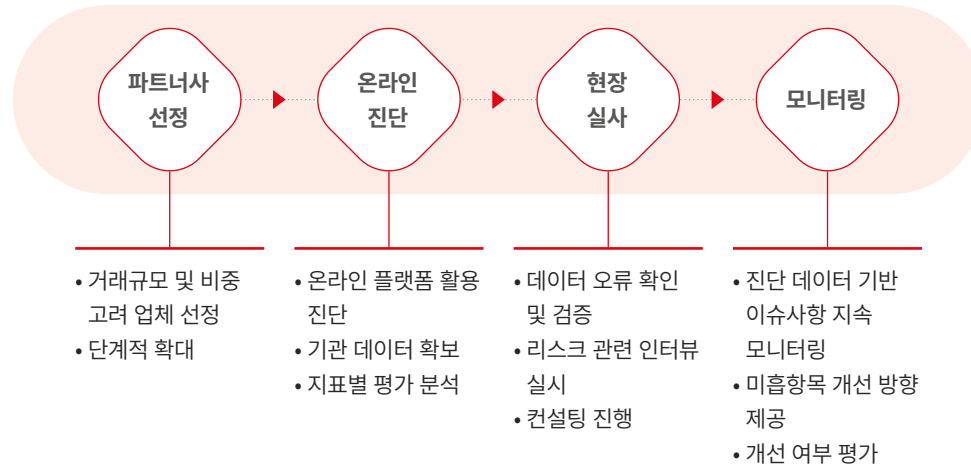 파트너사
선정
온라인
진단
현장
실사
모니터링
• 거래규모 및 비중
고려 업체 선정
• 단계적 확대
• 온라인 플랫폼 활용
진단
• 기관 데이터 확보
• 지표별 평가 분석
• 데이터 오류 확인
및 검증
• 리스크 관련 인터뷰
실시
• 컨설팅 진행
• 진단 데이터 기반
이슈사항 지속
모니터링
• 미흡항목 개선 방향
제공
• 개선 여부 평가